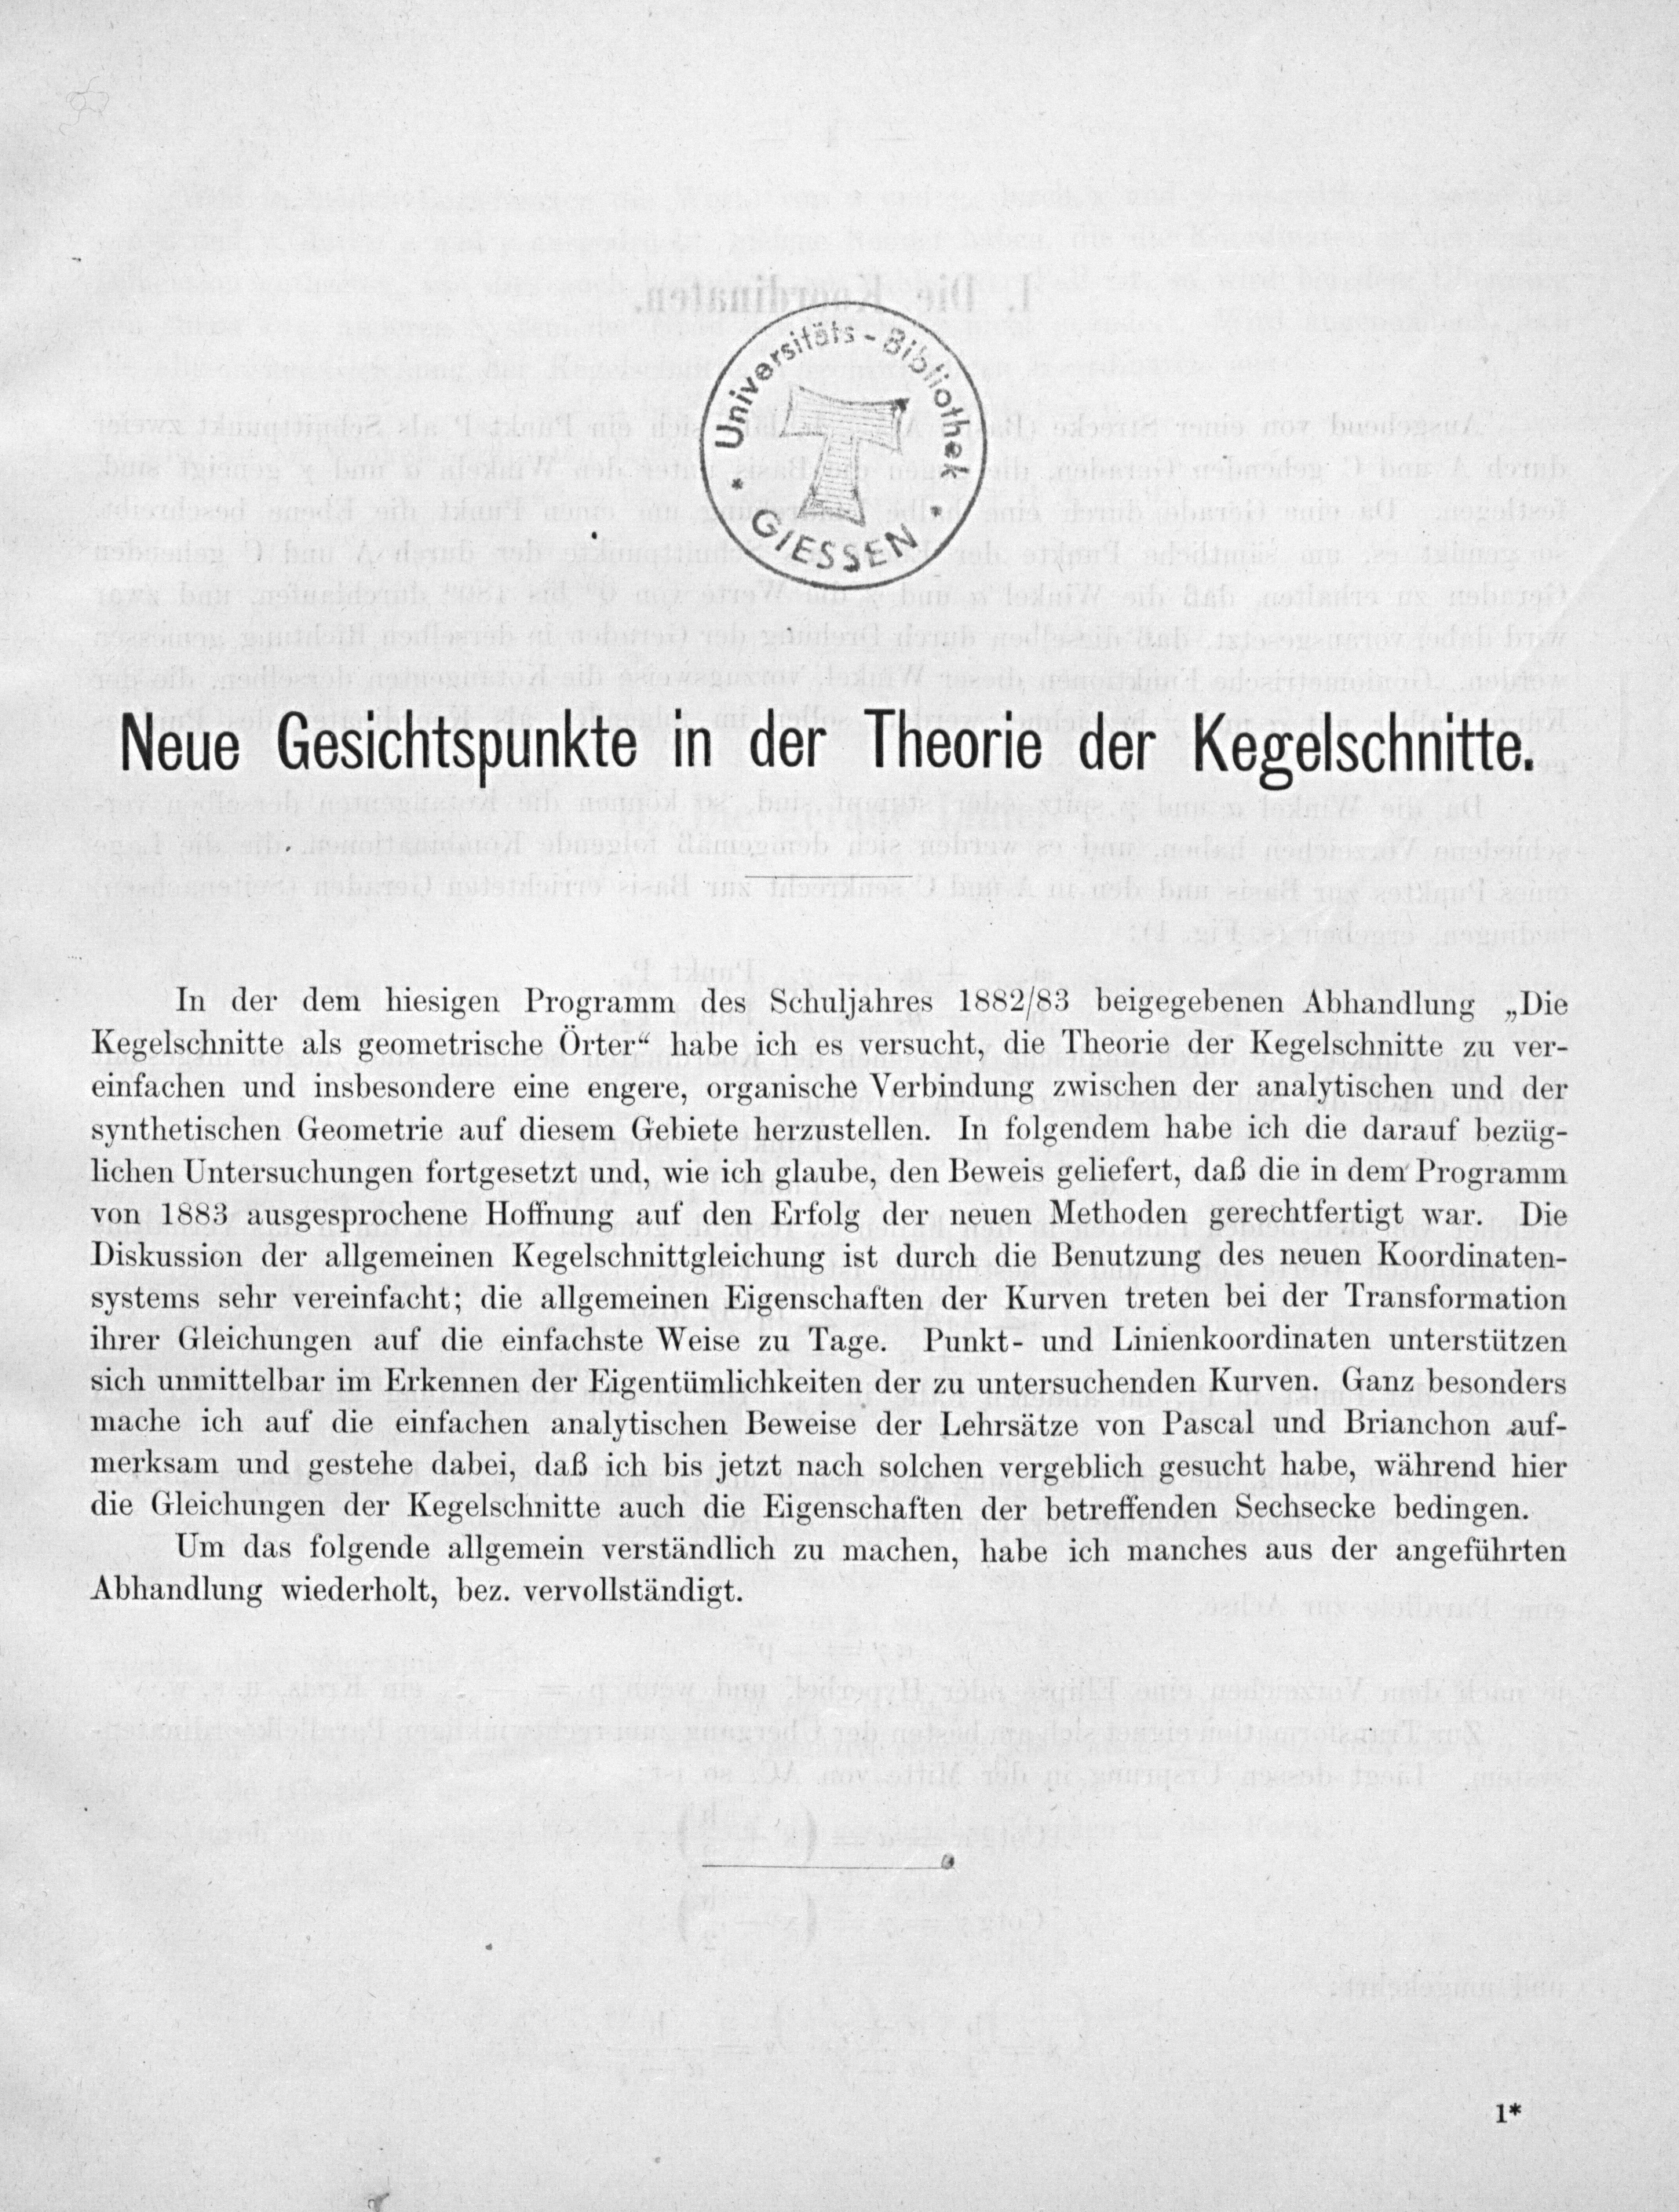 Universitäts-Bibliothek
* GIESSEN *
Neue Gesichtspunkte in der Theorie der Kegelschnitte.
In der dem hiesigen Programm des Schuljahres 1882/83 beigegebenen Abhandlung „Die
Kegelschnitte als geometrische Örter“ habe ich es versucht, die Theorie der Kegelschnitte zu ver-
einfachen und insbesondere eine engere, organische Verbindung zwischen der analytischen und der
synthetischen Geometrie auf diesem Gebiete herzustellen. In folgendem habe ich die darauf bezüg-
lichen Untersuchungen fortgesetzt und, wie ich glaube, den Beweis geliefert, daß die in dem Programm
von 1883 ausgesprochene Hoffnung auf den Erfolg der neuen Methoden gerechtfertigt war. Die
Diskussion der allgemeinen Kegelschnittgleichung ist durch die Benutzung des neuen Koordinaten-
systems sehr vereinfacht; die allgemeinen Eigenschaften der Kurven treten bei der Transformation
ihrer Gleichungen auf die einfachste Weise zu Tage. Punkt- und Linienkoordinaten unterstützen
sich unmittelbar im Erkennen der Eigentümlichkeiten der zu untersuchenden Kurven. Ganz besonders
mache ich auf die einfachen analytischen Beweise der Lehrsätze von Pascal und Brianchon auf-
merksam und gestehe dabei, daß ich bis jetzt nach solchen vergeblich gesucht habe, während hier
die Gleichungen der Kegelschnitte auch die Eigenschaften der betreffenden Sechsecke bedingen.
Um das folgende allgemein verständlich zu machen, habe ich manches aus der angeführten
Abhandlung wiederholt, bez. vervollständigt.
1*